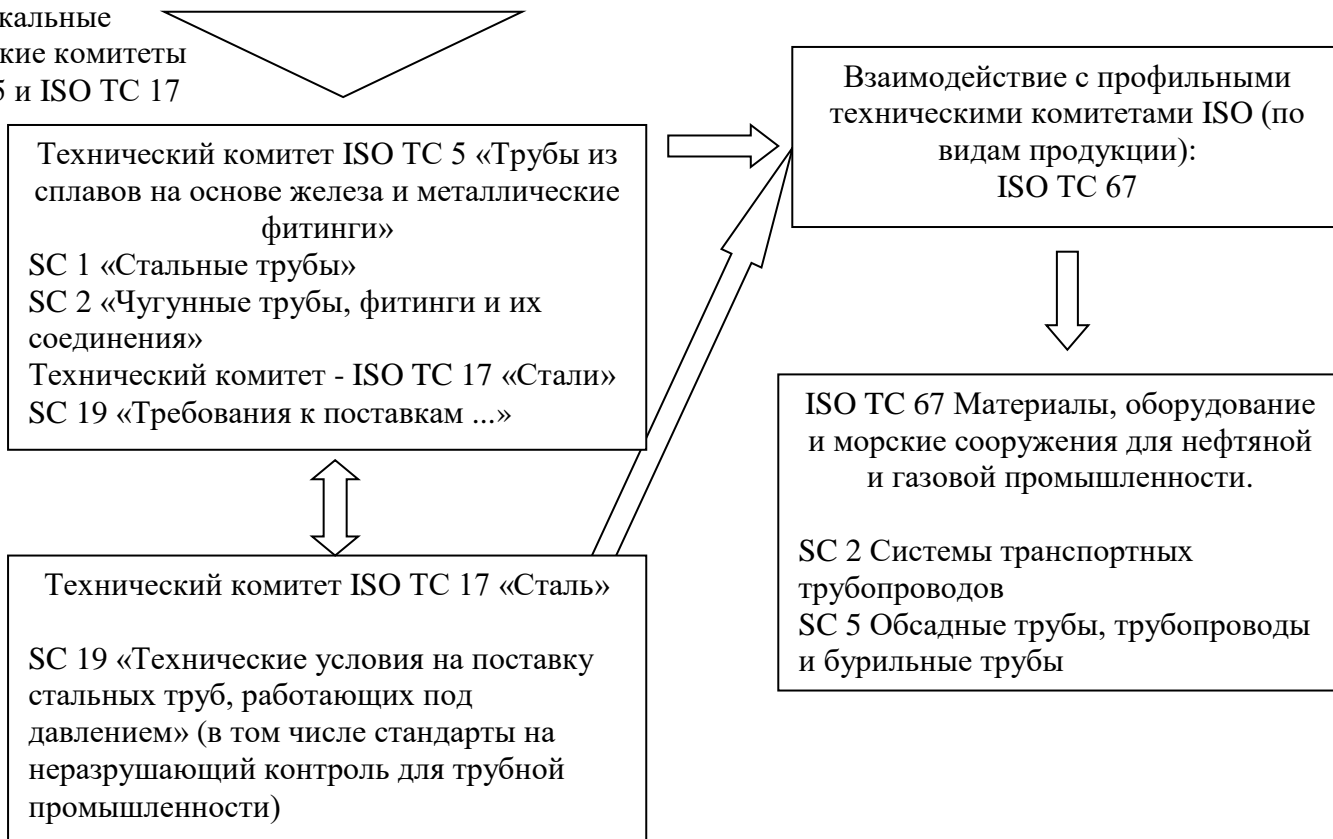 кальные
кие комитеты
5 и ISO TC 17
Технический комитет ISO TC 5 «Трубы из
сплавов на основе железа и металлические
фитинги»
SC 1 «Стальные трубы»
SC 2 «Чугунные трубы, фитинги и их
соединения»
Технический комитет - ISO TC 17 «Стали»
SC 19 «Требования к поставкам ...»
Технический комитет ISO TC 17 «Сталь»
SC 19 «Технические условия на поставку
стальных труб, работающих под
давлением» (в том числе стандарты на
неразрушающий контроль для трубной
промышленности)
Взаимодействие с профильными
техническими комитетами ISO (по
видам продукции):
ISO TC 67
ISO TC 67 Материалы, оборудование
и морские сооружения для нефтяной
и газовой промышленности.
SC 2 Системы транспортных
трубопроводов
SC 5 Обсадные трубы, трубопроводы
и бурильные трубы